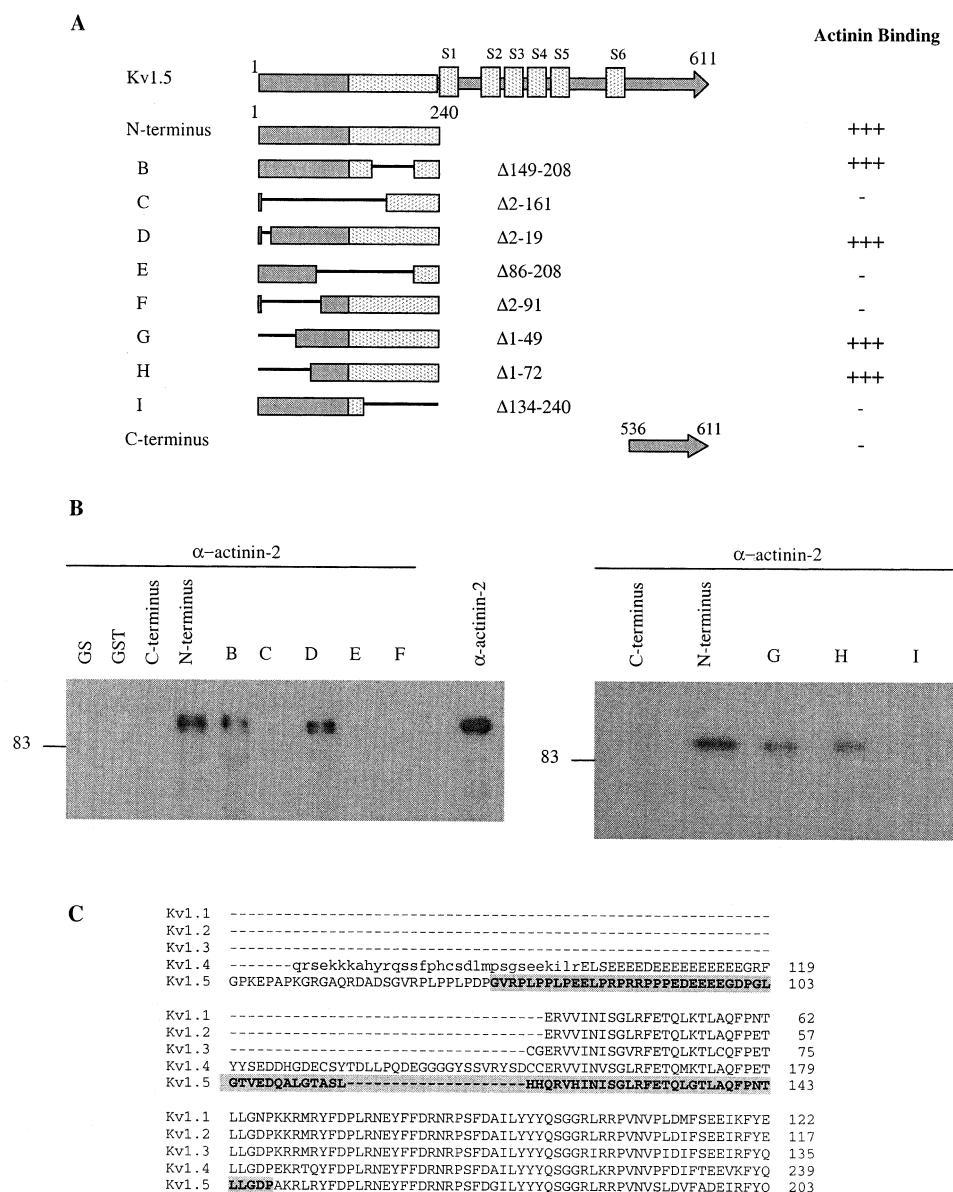 A
Actinin Binding
S1 S2 S3 S4 S5 S6
1 611
Kv1.5
1 240
N-terminus +++
B Δ149-208 +++
C Δ2-161 -
D Δ2-19 +++
E Δ86-208 -
F Δ2-91 -
G Δ1-49 +++
H Δ1-72 +++
I Δ134-240 -
536 611
C-terminus -
B
α-actinin-2
GS GST C-terminus N-terminus B C D E F α-actinin-2
83
α-actinin-2
C-terminus N-terminus G H I
83
C
Kv1.1 ------------------------------------------------------------
Kv1.2 ------------------------------------------------------------
Kv1.3 ------------------------------------------------------------
Kv1.4 -------qrsekkkahyrqssfphcsdlmpsgseekilrELSEEEEDEEEEEEEEEEEGRF 119
Kv1.5 GPKEPAPKGRGAQRDADSGVRPLPPLPDPGVRPLPPLPEELPRPRRPPPEDEEEEGDPGL 103
Kv1.1 -----------------------------------ERVVINISGLRFETQLKTLAQFPNT 62
Kv1.2 -----------------------------------ERVVINISGLRFETQLKTLAQFPET 57
Kv1.3 ---------------------------------CGERVVINISGVRFETQLKTLCQFPET 75
Kv1.4 YYSEDDHGDECSYTDLLPQDEGGGGYSSVRYSDCCERVVINISGLRFETQMKTLAQFPET 179
Kv1.5 GTVEDQALGTASL--------------------HHQRVHINISGLRFETQLGTLAQFPNT 143
Kv1.1 LLGNPKKRMRYFDPLRNEYFFDRNRPSFDAILYYYQSGGRLRRPVNVPLDMFSEEIKFYE 122
Kv1.2 LLGDPKKRMRYFDPLRNEYFFDRNRPSFDAILYYYQSGGRLRRPVNVPLDIFSEEIRFYE 117
Kv1.3 LLGDPKRRMRYFDPLRNEYFFDRNRPSFDAILYYYQSGGRIRRPVNVPIDIFSEEIRFYQ 135
Kv1.4 LLGDPEKRTQYFDPLRNEYFFDRNRPSFDAILYYYQSGGRLKRPVNVPFDIFTEEVKFYQ 239
Kv1.5 LLGDPAKRLRYFDPLRNEYFFDRNRPSFDGILYYYQSGGRLRRPVNVSLDVFADEIRFYQ 203